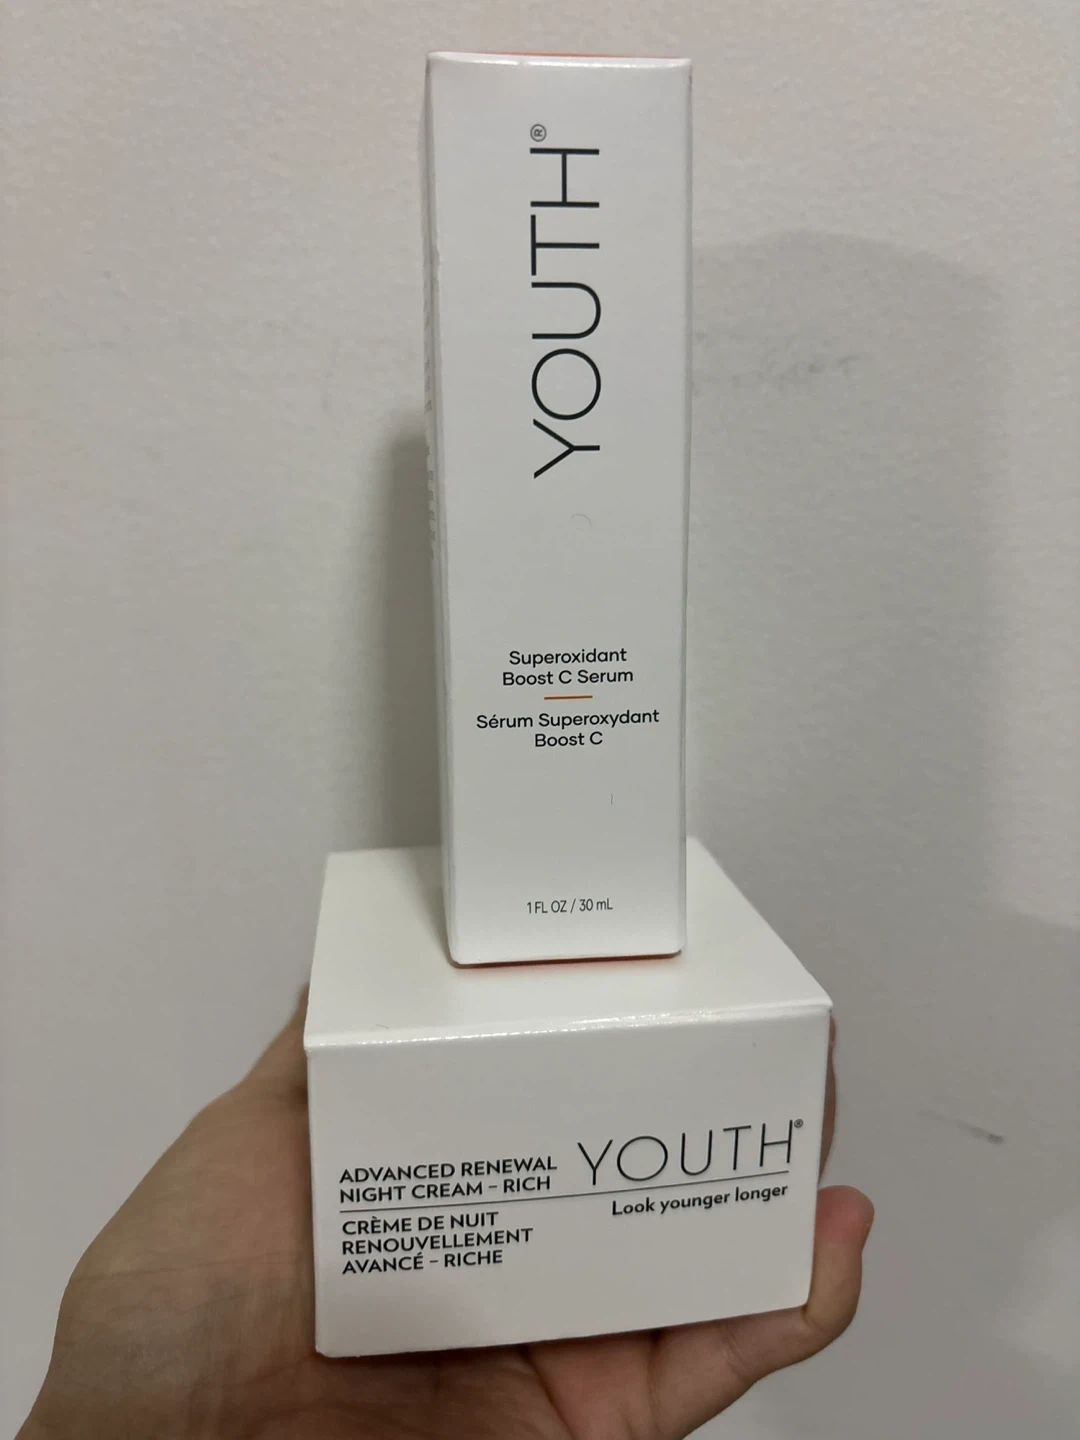 YOUTH®
Superoxidant
Boost C Serum
Sérum Superoxydant
Boost C
1 FL OZ / 30 mL
ADVANCED RENEWAL
NIGHT CREAM – RICH
CRÈME DE NUIT
RENOUVELLEMENT
AVANCÉ – RICHE
YOUTH®
Look younger longer